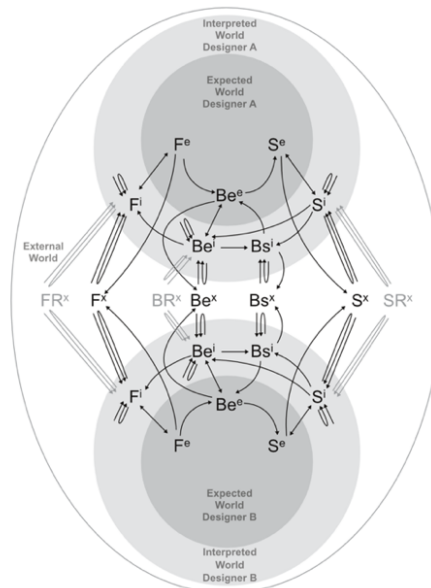 Interpreted
World
Designer A
Expected
World
Designer A
Fᵉ Sᵉ
Beᵉ
Fⁱ Sⁱ
External
World
Beⁱ Bsⁱ
FRˣ Fˣ BRˣ Beˣ Bsˣ Sˣ SRˣ
Beⁱ Bsⁱ
Fⁱ Sⁱ
Beᵉ
Fᵉ Sᵉ
Expected
World
Designer B
Interpreted
World
Designer B